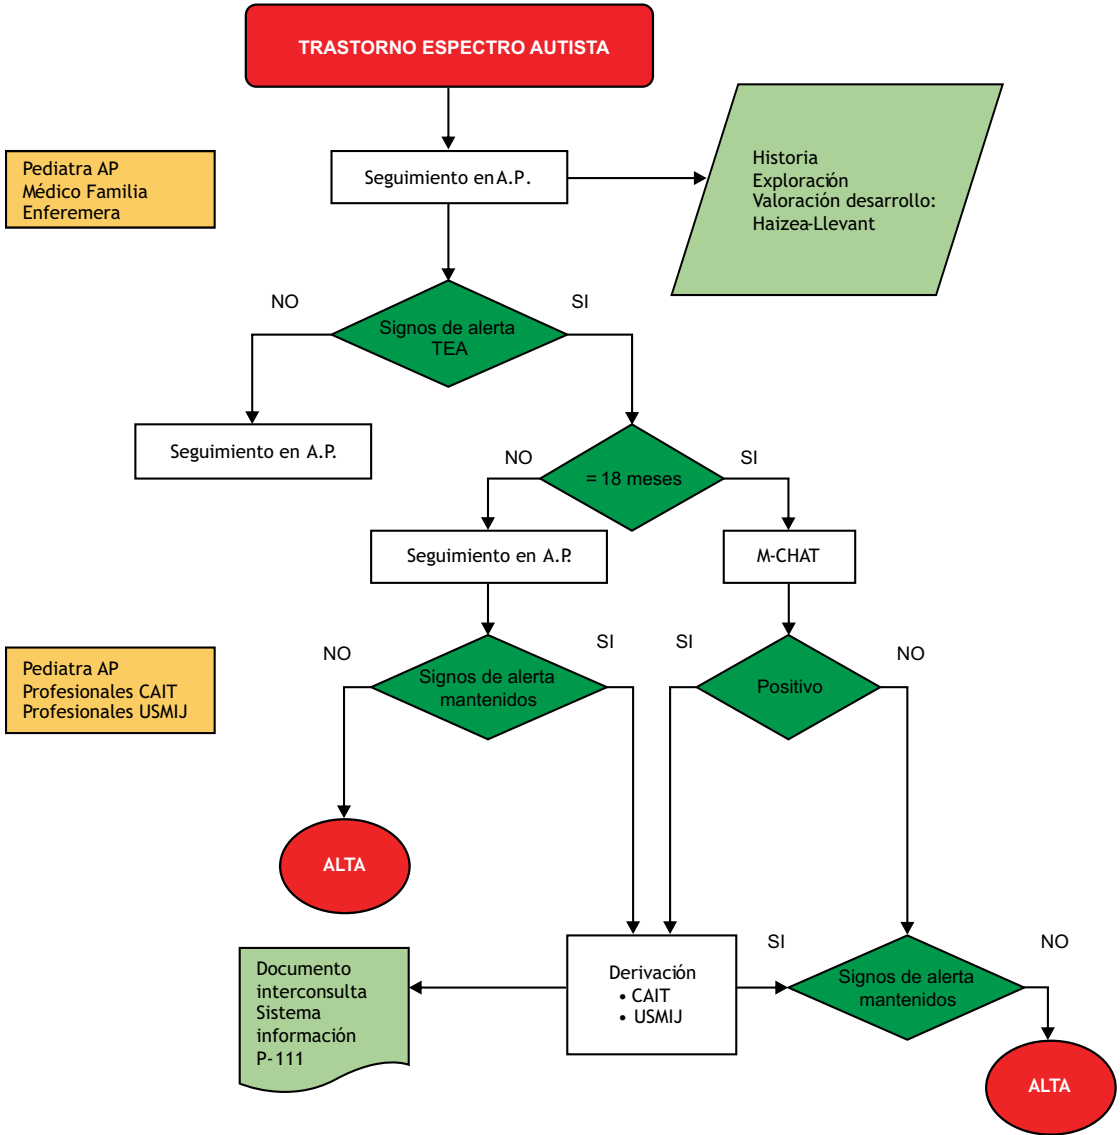 TRASTORNO ESPECTRO AUTISTA
Pediatra AP
Médico Familia
Enferemera
Seguimiento en A.P.
Historia
Exploración
Valoración desarrollo:
Haizea-Llevant
NO
SI
Signos de alerta
TEA
Seguimiento en A.P.
NO
SI
= 18 meses
Seguimiento en A.P.
M-CHAT
Pediatra AP
Profesionales CAIT
Profesionales USMIJ
NO
SI
Signos de alerta
mantenidos
SI
NO
Positivo
ALTA
Documento
interconsulta
Sistema
información
P-111
Derivación
• CAIT
• USMIJ
SI
NO
Signos de alerta
mantenidos
ALTA